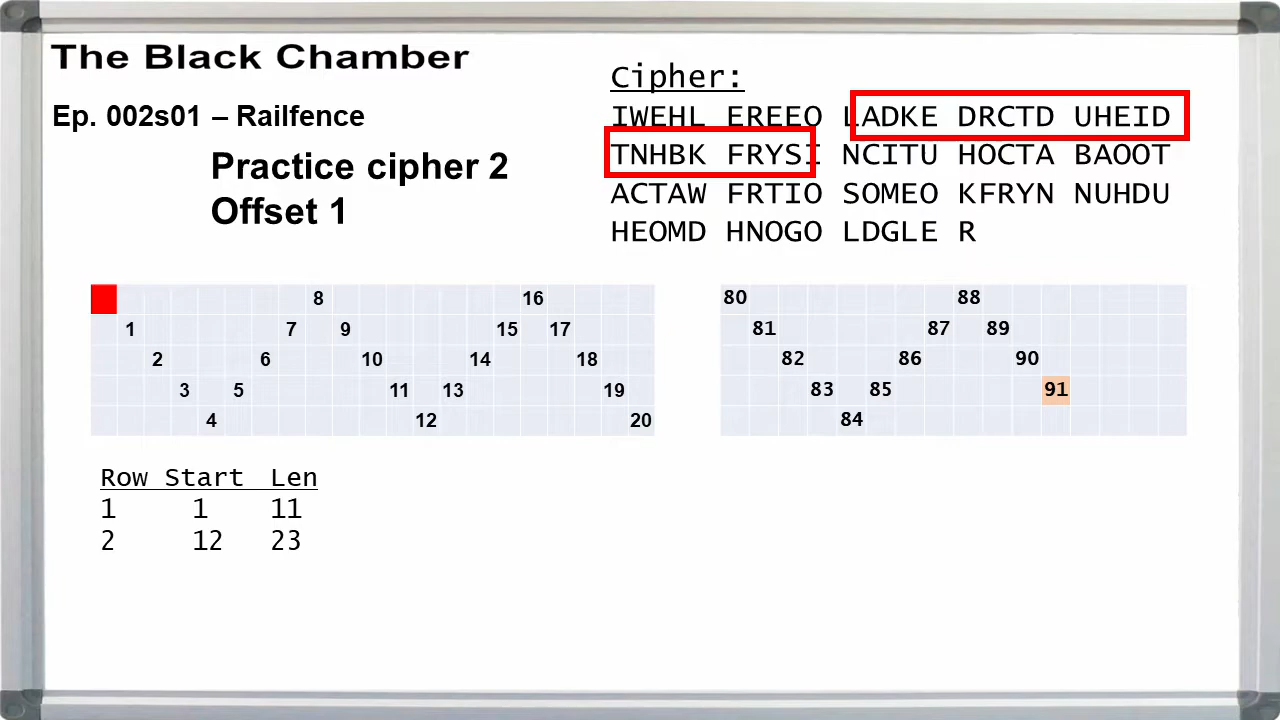 The Black Chamber
Ep. 002s01 – Railfence
Practice cipher 2
Offset 1
Cipher:
IWEHL EREEO LADKE DRCTD UHEID
TNHBK FRYSI NCITU HOCTA BAOOT
ACTAW FRTIO SOMEO KFRYN NUHDU
HEOMD HNOGO LDGLE R
8 16
1 7 9 15 17
2 6 10 14 18
3 5 11 13 19
4 12 20
80 88
81 87 89
82 86 90
83 85 91
84
Row Start Len
1 1 11
2 12 23